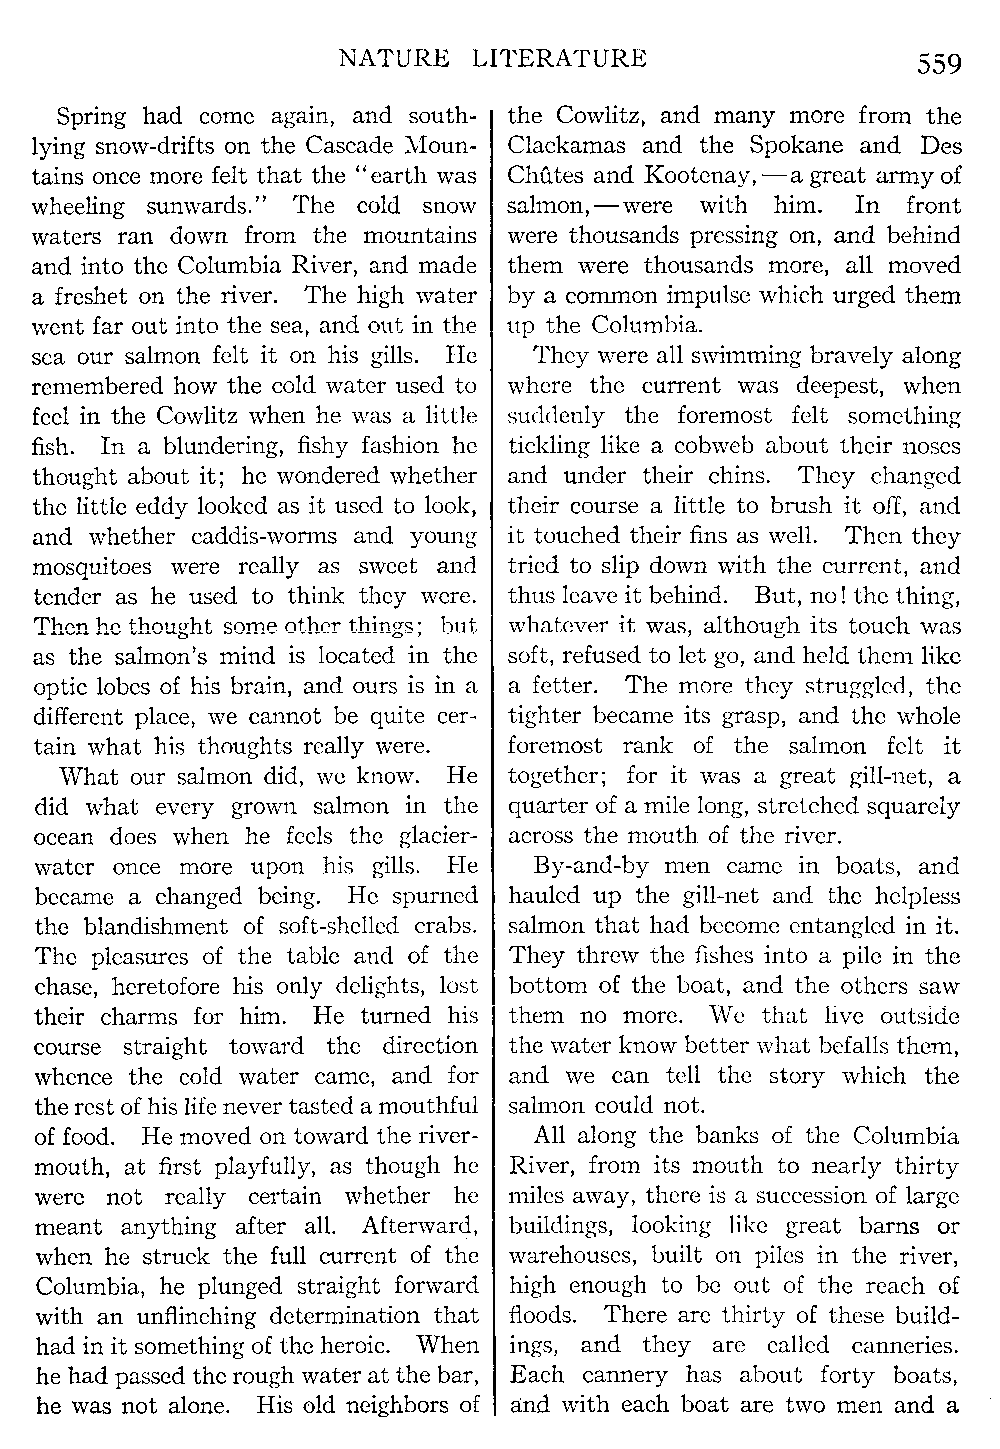 NATURE LITERATURE
559
Spring had come again, and south-
lying snow-drifts on the Cascade Moun-
tains once more felt that the "earth was
wheeling sunwards." The cold snow
waters ran down from the mountains
and into the Columbia River, and made
a freshet on the river. The high water
went far out into the sea, and out in the
sea our salmon felt it on his gills. He
remembered how the cold water used to
feel in the Cowlitz when he was a little
fish. In a blundering, fishy fashion he
thought about it; he wondered whether
the little eddy looked as it used to look,
and whether caddis-worms and young
mosquitoes were really as sweet and
tender as he used to think they were.
Then he thought some other things; but
as the salmon's mind is located in the
optic lobes of his brain, and ours is in a
different place, we cannot be quite cer-
tain what his thoughts really were.
What our salmon did, we know. He
did what every grown salmon in the
ocean does when he feels the glacier-
water once more upon his gills. He
became a changed being. He spurned
the blandishment of soft-shelled crabs.
The pleasures of the table and of the
chase, heretofore his only delights, lost
their charms for him. He turned his
course straight toward the direction
whence the cold water came, and for
the rest of his life never tasted a mouthful
of food. He moved on toward the river-
mouth, at first playfully, as though he
were not really certain whether he
meant anything after all. Afterward,
when he struck the full current of the
Columbia, he plunged straight forward
with an unflinching determination that
had in it something of the heroic. When
he had passed the rough water at the bar,
he was not alone. His old neighbors of
the Cowlitz, and many more from the
Clackamas and the Spokane and Des
Chûtes and Kootenay,—a great army of
salmon,—were with him. In front
were thousands pressing on, and behind
them were thousands more, all moved
by a common impulse which urged them
up the Columbia.
They were all swimming bravely along
where the current was deepest, when
suddenly the foremost felt something
tickling like a cobweb about their noses
and under their chins. They changed
their course a little to brush it off, and
it touched their fins as well. Then they
tried to slip down with the current, and
thus leave it behind. But, no! the thing,
whatever it was, although its touch was
soft, refused to let go, and held them like
a fetter. The more they struggled, the
tighter became its grasp, and the whole
foremost rank of the salmon felt it
together; for it was a great gill-net, a
quarter of a mile long, stretched squarely
across the mouth of the river.
By-and-by men came in boats, and
hauled up the gill-net and the helpless
salmon that had become entangled in it.
They threw the fishes into a pile in the
bottom of the boat, and the others saw
them no more. We that live outside
the water know better what befalls them,
and we can tell the story which the
salmon could not.
All along the banks of the Columbia
River, from its mouth to nearly thirty
miles away, there is a succession of large
buildings, looking like great barns or
warehouses, built on piles in the river,
high enough to be out of the reach of
floods. There are thirty of these build-
ings, and they are called canneries.
Each cannery has about forty boats,
and with each boat are two men and a